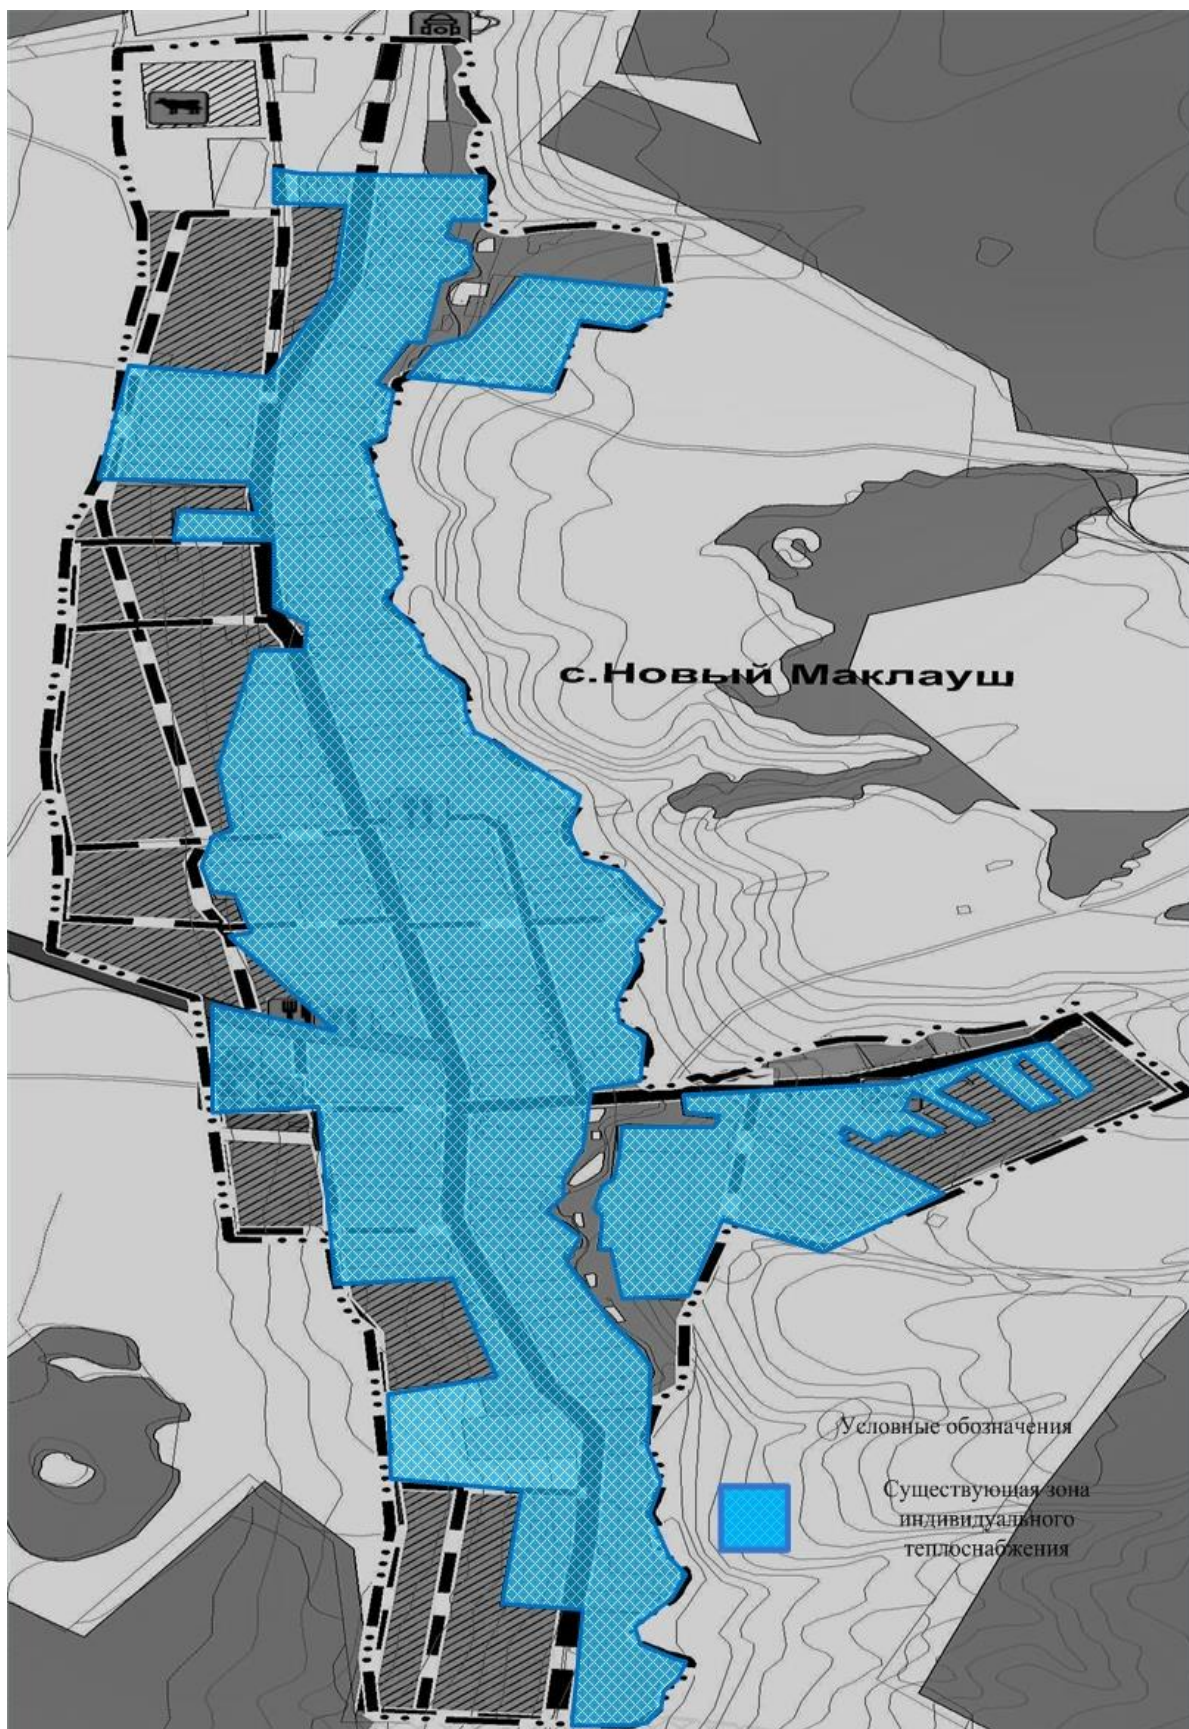 с.Новый Маклауш
Условные обозначения
Существующая зона
индивидуального
теплоснабжения